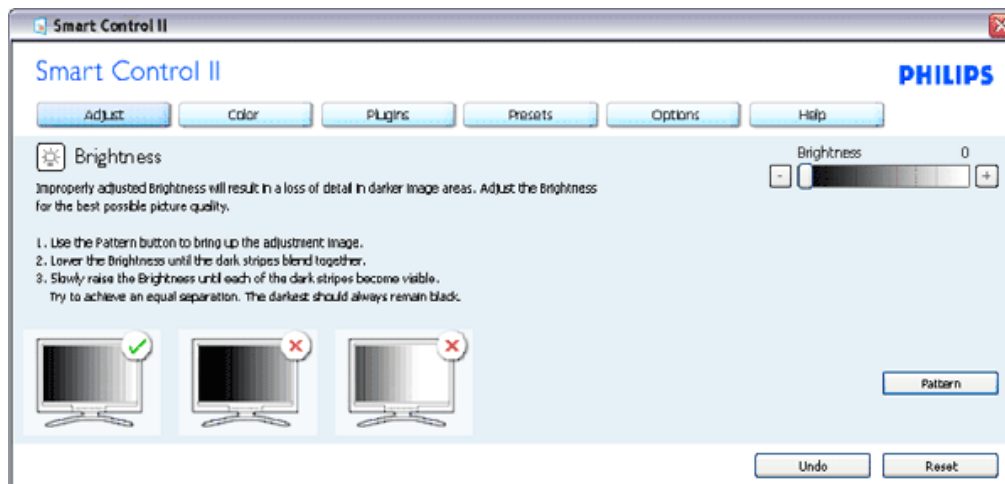 Smart Control II
Smart Control II
PHILIPS
Adjust Color Plugins Presets Options Help
Brightness
Brightness 0
Improperly adjusted Brightness will result in a loss of detail in darker image areas. Adjust the Brightness
for the best possible picture quality.
- +
1. Use the Pattern button to bring up the adjustment image.
2. Lower the Brightness until the dark stripes blend together.
3. Slowly raise the Brightness until each of the dark stripes become visible.
Try to achieve an equal separation. The darkest should always remain black.
Pattern
Undo Reset